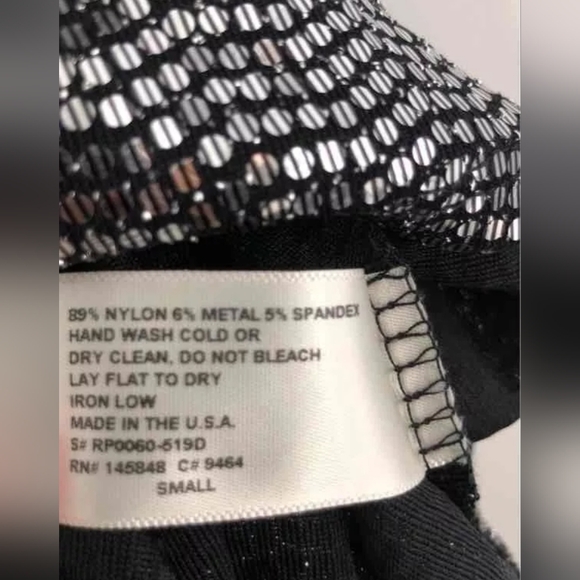 89% NYLON 6% METAL 5% SPANDEX
HAND WASH COLD OR
DRY CLEAN, DO NOT BLEACH
LAY FLAT TO DRY
IRON LOW
MADE IN THE U.S.A.
S# RP0060-519D
RN# 145848 C# 9464
SMALL